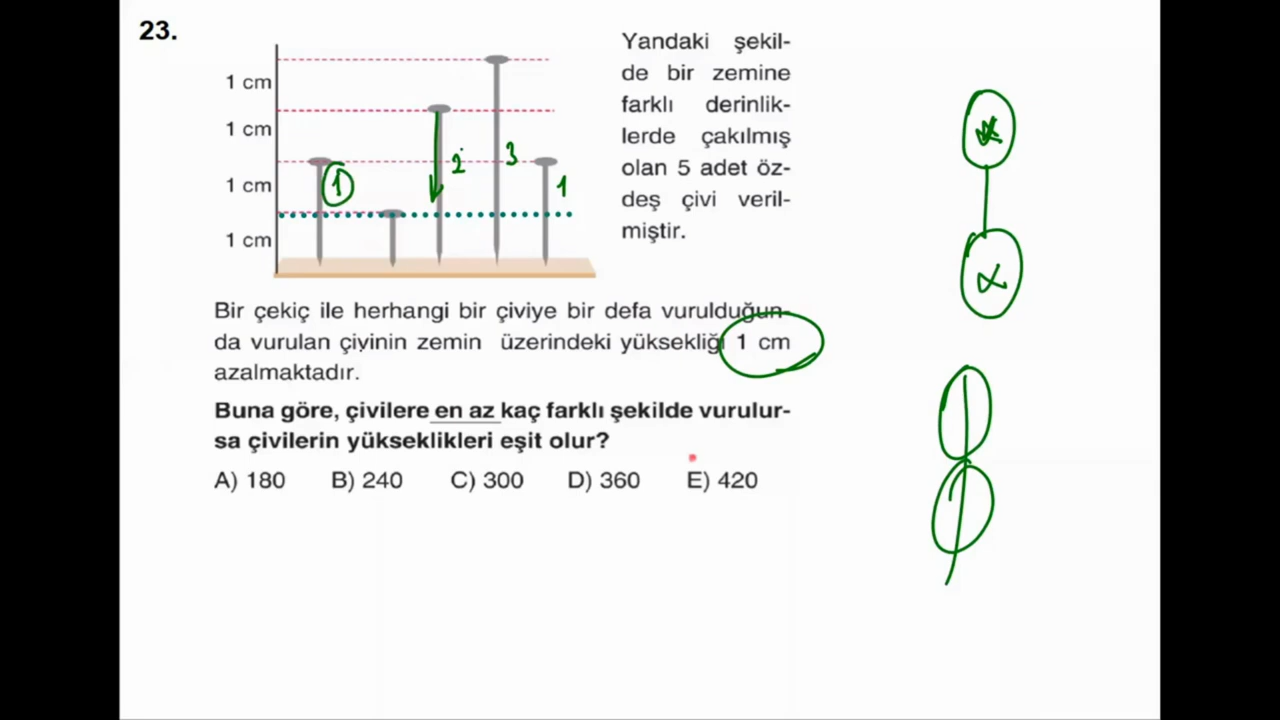 23.
1 cm
1 cm
1 cm
1 cm
1
2
3
1
Yandaki şekil-
de bir zemine
farklı derinlik-
lerde çakılmış
olan 5 adet öz-
deş çivi veril-
miştir.
Bir çekiç ile herhangi bir çiviye bir defa vurulduğun-
da vurulan çivinin zemin üzerindeki yüksekliği 1 cm
azalmaktadır.
Buna göre, çivilere en az kaç farklı şekilde vurulur-
sa çivilerin yükseklikleri eşit olur?
A) 180 B) 240 C) 300 D) 360 E) 420